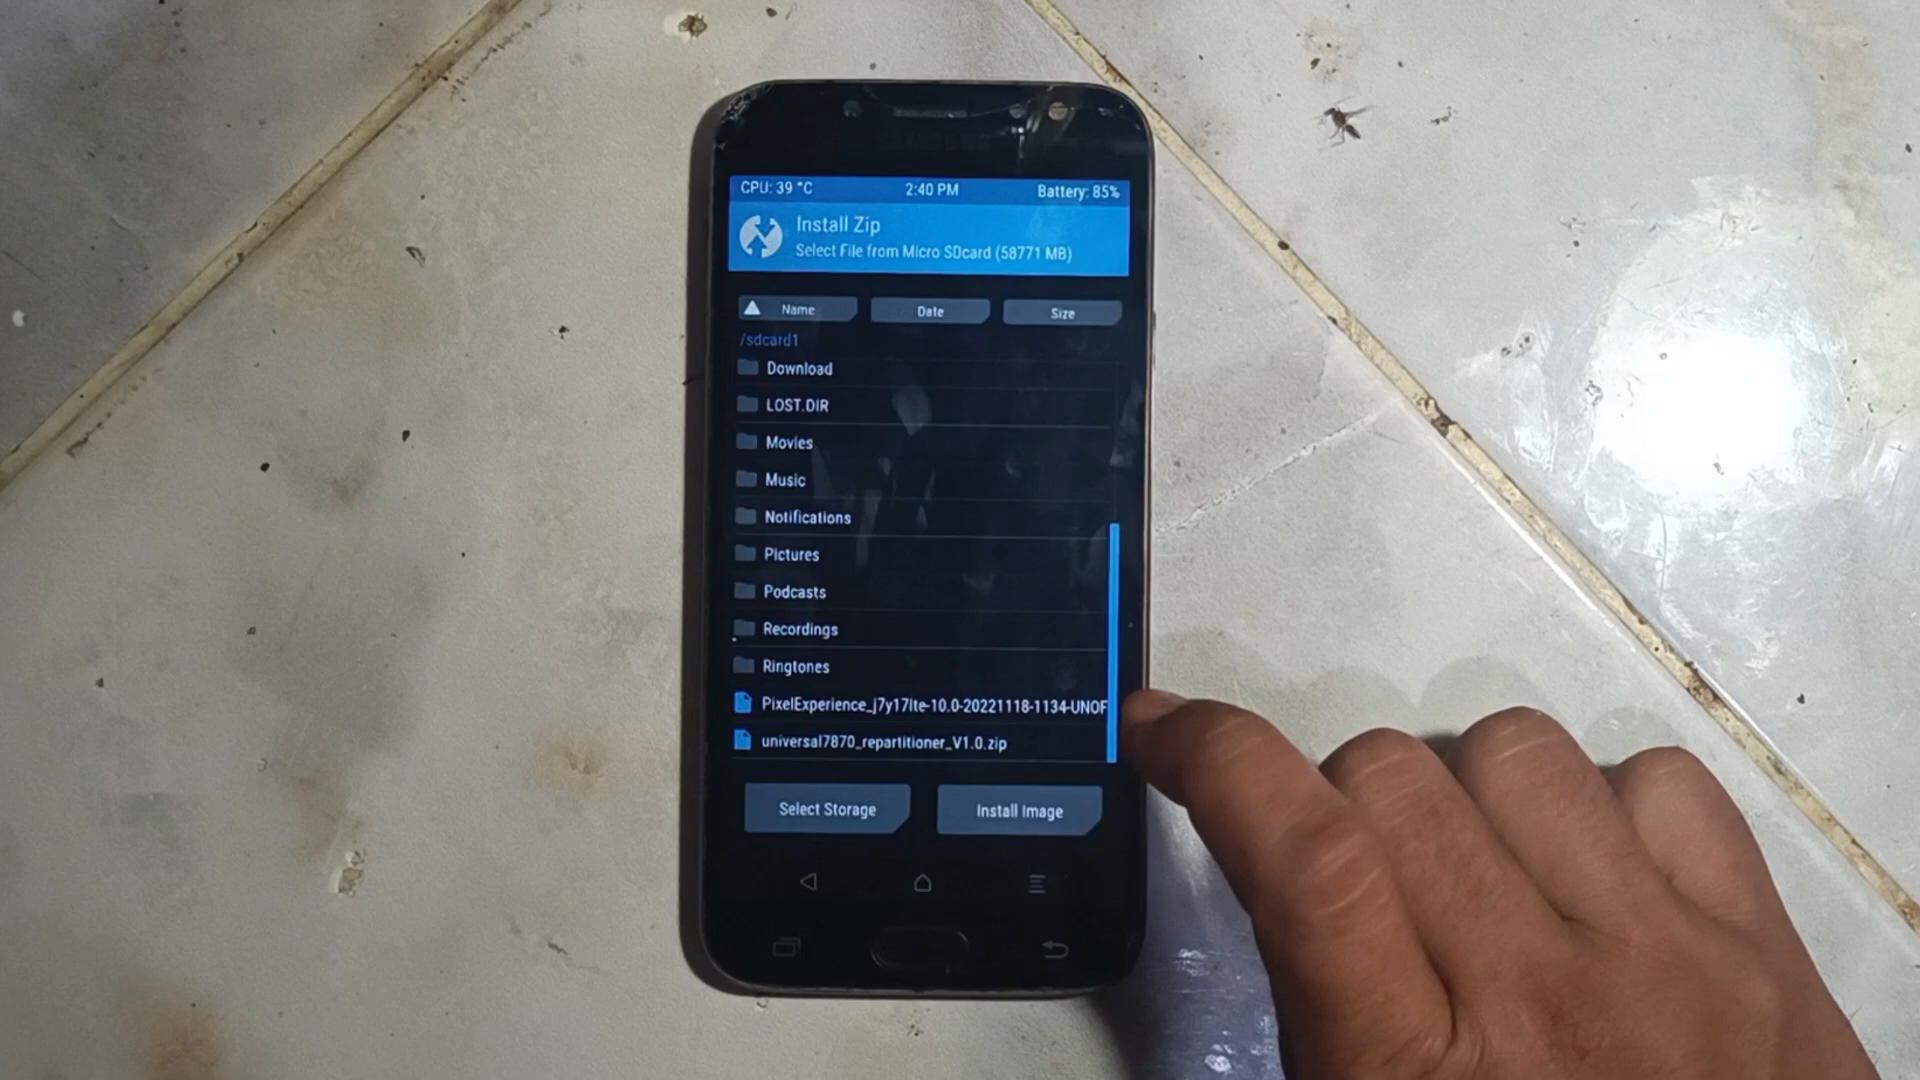 CPU: 39 °C 2:40 PM Battery: 85%
Install Zip
Select File from Micro SDcard (58771 MB)
Name Date Size
/sdcard1
Download
LOST.DIR
Movies
Music
Notifications
Pictures
Podcasts
Recordings
Ringtones
PixelExperience_j7y17lte-10.0-20221118-1134-UNOF
universal7870_repartitioner_V1.0.zip
Select Storage Install Image